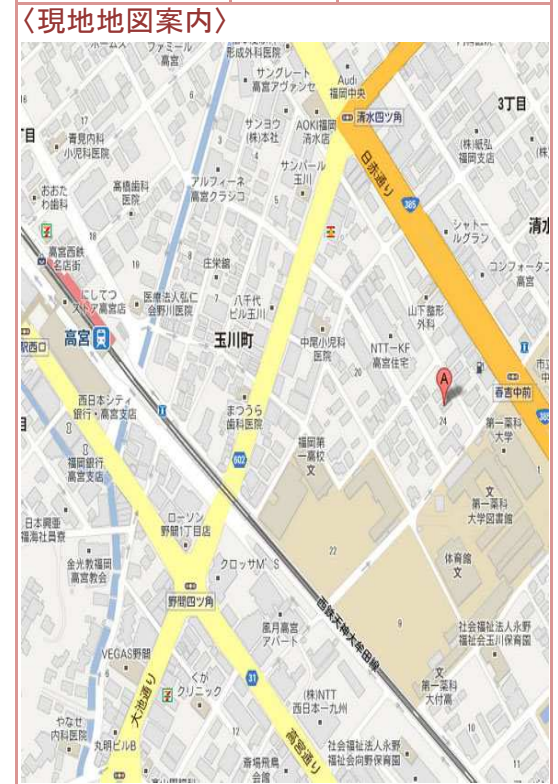 〈現地地図案内〉
ファミール
高宮
形成外科医院
サングレート
高宮アヴァンセ
Audi
福岡中央
清水四ツ角
3丁目
17
青見内科
小児科医院
サンヨウ
(株)本社
AOKI福岡
清水店
(株)紙弘
福岡支店
日赤通り
385
おおた
わ歯科
高橋歯科
医院
アルフィーネ
高宮クラシコ
サンパール
玉川
シャトー
ルグラン
清水
コンフォータブ
高宮
高宮西鉄
名店街
18
19
庄栄館
にしてつ
ストア高宮店
医療法人弘仁
会野川医院
八千代
ビル玉川
山下整形
外科
高宮
駅西口
玉川町
中尾小児科
医院
NTT-KF
高宮住宅
20
A
24
春吉中前
385
西日本シティ
銀行・高宮支店
まつうら
歯科医院
福岡第
一高校
文
第一薬科
大学
福岡銀行
高宮支店
602
文
第一薬科
大学図書館
日本興亜
福海社員寮
ローソン
野間1丁目店
クロッサM'S
22
体育館
文
金光教福岡
高宮教会
野間四ツ角
西鉄天神大牟田線
9
風月高宮
アパート
社会福祉法人永野
福祉会玉川保育園
VEGAS野間
31
くが
クリニック
大池通り
高宮通り
(株)NTT
西日本一九州
文
第一薬科
大付高
やなせ
内科医院
丸明ビルB
12
10
11
斎場飛鳥
会館
社会福祉法人永野
福祉会向野保育園